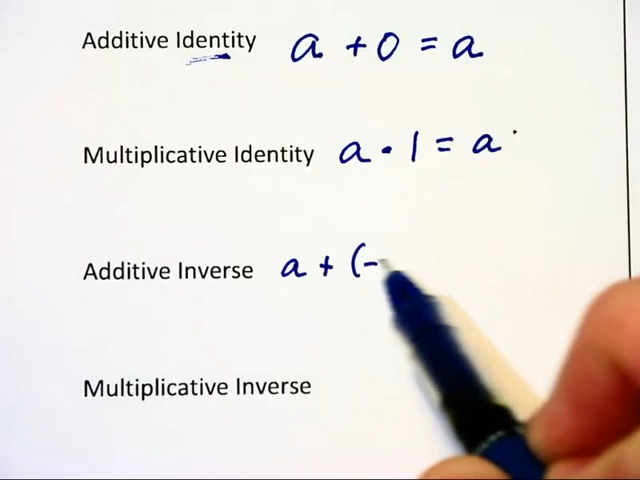 Additive Identity a + 0 = a
Multiplicative Identity a • 1 = a
Additive Inverse a + (-
Multiplicative Inverse